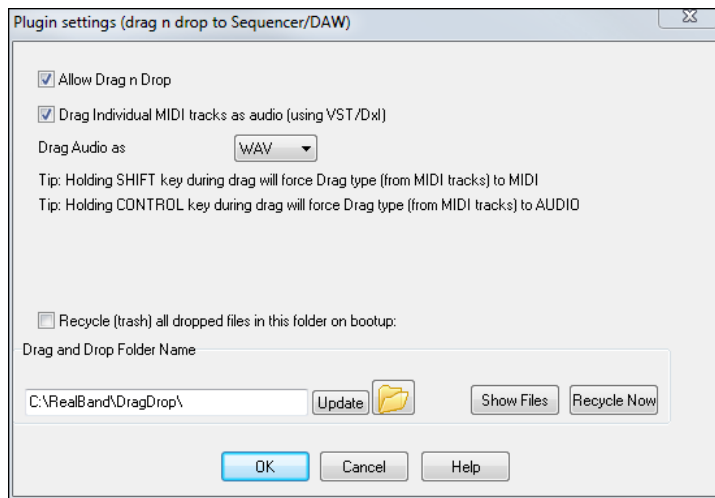 Plugin settings (drag n drop to Sequencer/DAW)
Allow Drag n Drop
Drag Individual MIDI tracks as audio (using VST/DxI)
Drag Audio as WAV
Tip: Holding SHIFT key during drag will force Drag type (from MIDI tracks) to MIDI
Tip: Holding CONTROL key during drag will force Drag type (from MIDI tracks) to AUDIO
Recycle (trash) all dropped files in this folder on bootup:
Drag and Drop Folder Name
C:\RealBand\DragDrop\ Update Show Files Recycle Now
OK Cancel Help